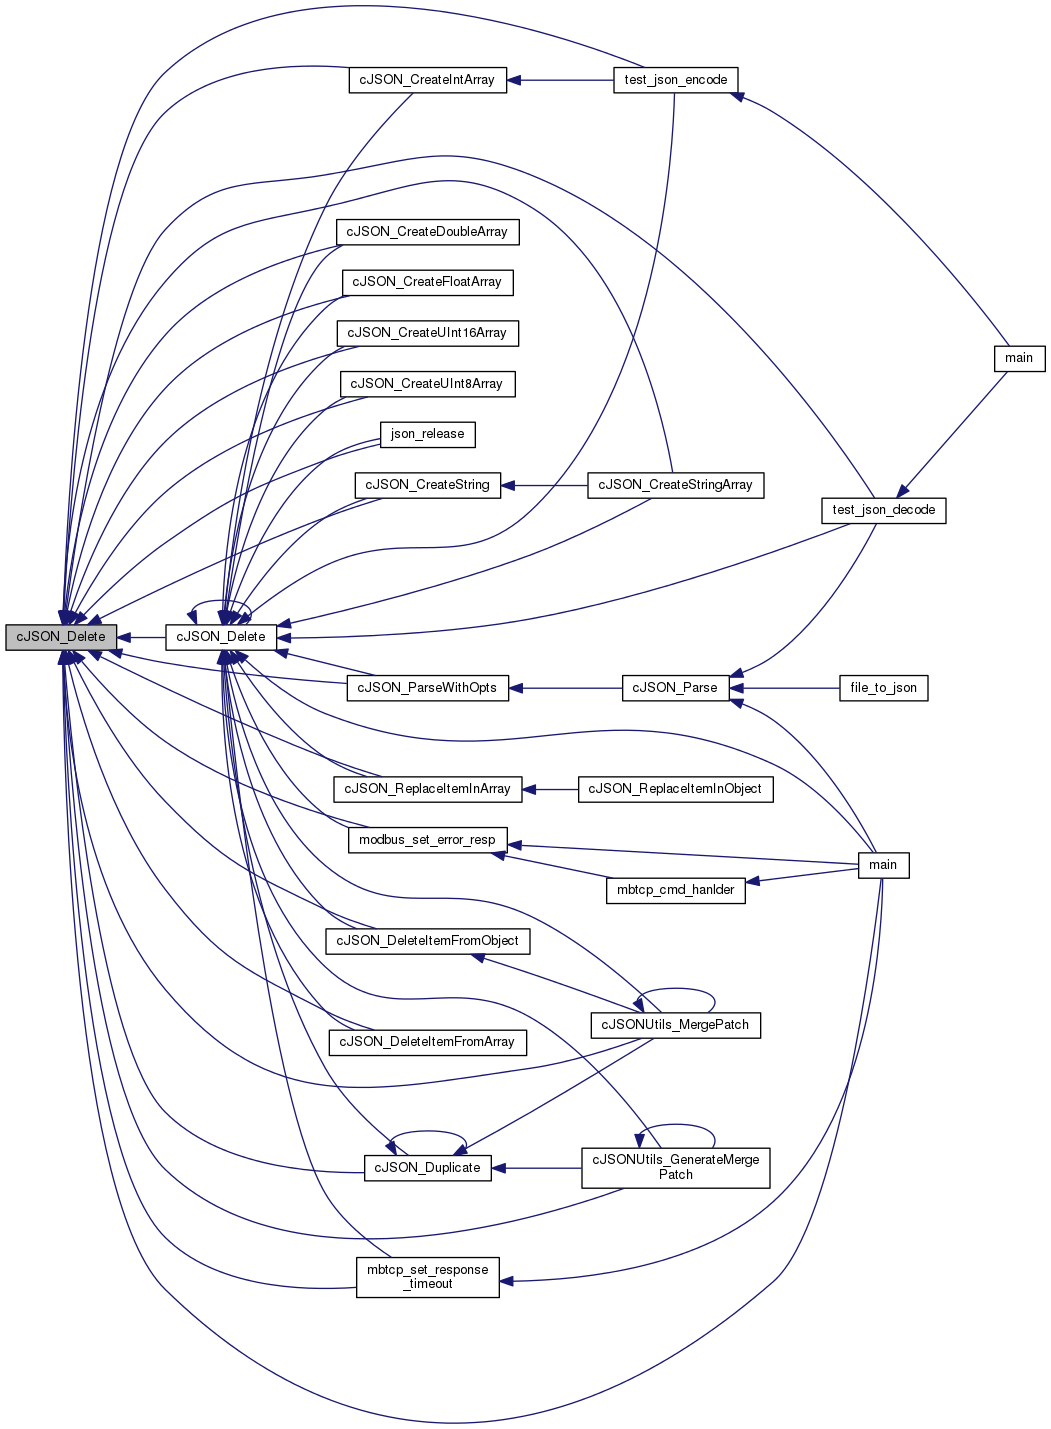 cJSON_CreateIntArray
test_json_encode
cJSON_CreateDoubleArray
cJSON_CreateFloatArray
cJSON_CreateUInt16Array
main
cJSON_CreateUInt8Array
json_release
cJSON_CreateString
cJSON_CreateStringArray
test_json_decode
cJSON_Delete
cJSON_Delete
cJSON_ParseWithOpts
cJSON_Parse
file_to_json
cJSON_ReplaceItemInArray
cJSON_ReplaceItemInObject
modbus_set_error_resp
main
mbtcp_cmd_hanlder
cJSON_DeleteItemFromObject
cJSONUtils_MergePatch
cJSON_DeleteItemFromArray
cJSON_Duplicate
cJSONUtils_GenerateMerge
Patch
mbtcp_set_response
_timeout